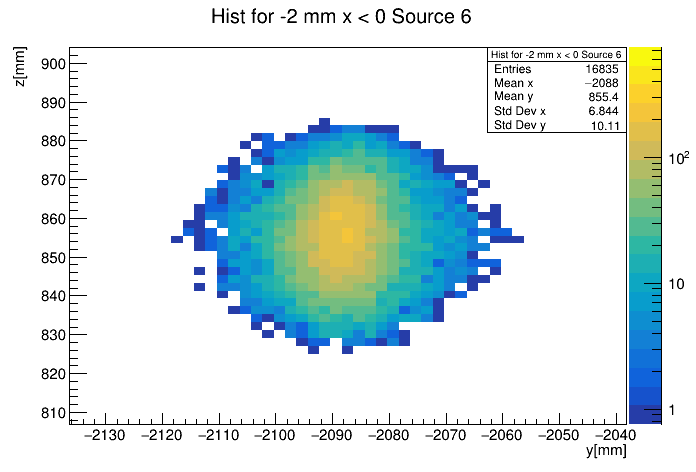 Hist for -2 mm x < 0 Source 6
z[mm]
Hist for -2 mm x < 0 Source 6
Entries 16835
Mean x −2088
Mean y 855.4
Std Dev x 6.844
Std Dev y 10.11
900
890
880
870
860
850
840
830
820
810
10²
10
1
−2130 −2120 −2110 −2100 −2090 −2080 −2070 −2060 −2050 −2040
y[mm]